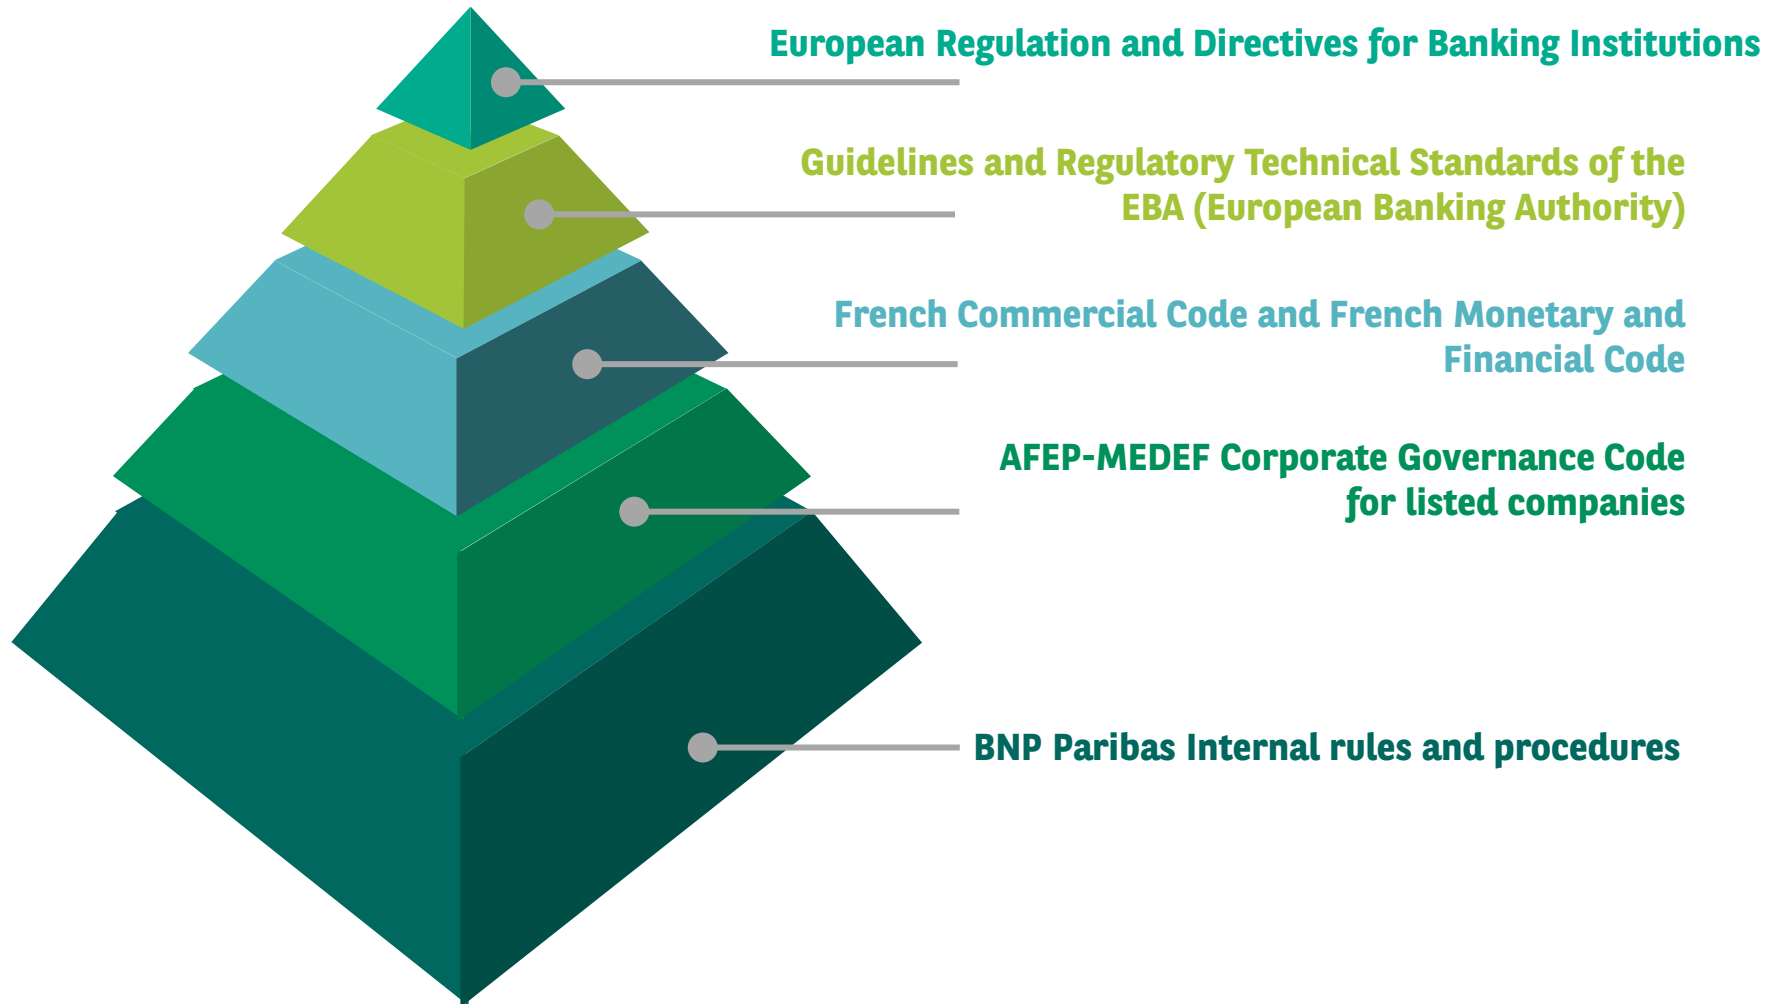 European Regulation and Directives for Banking Institutions
Guidelines and Regulatory Technical Standards of the
EBA (European Banking Authority)
French Commercial Code and French Monetary and
Financial Code
AFEP-MEDEF Corporate Governance Code
for listed companies
BNP Paribas Internal rules and procedures